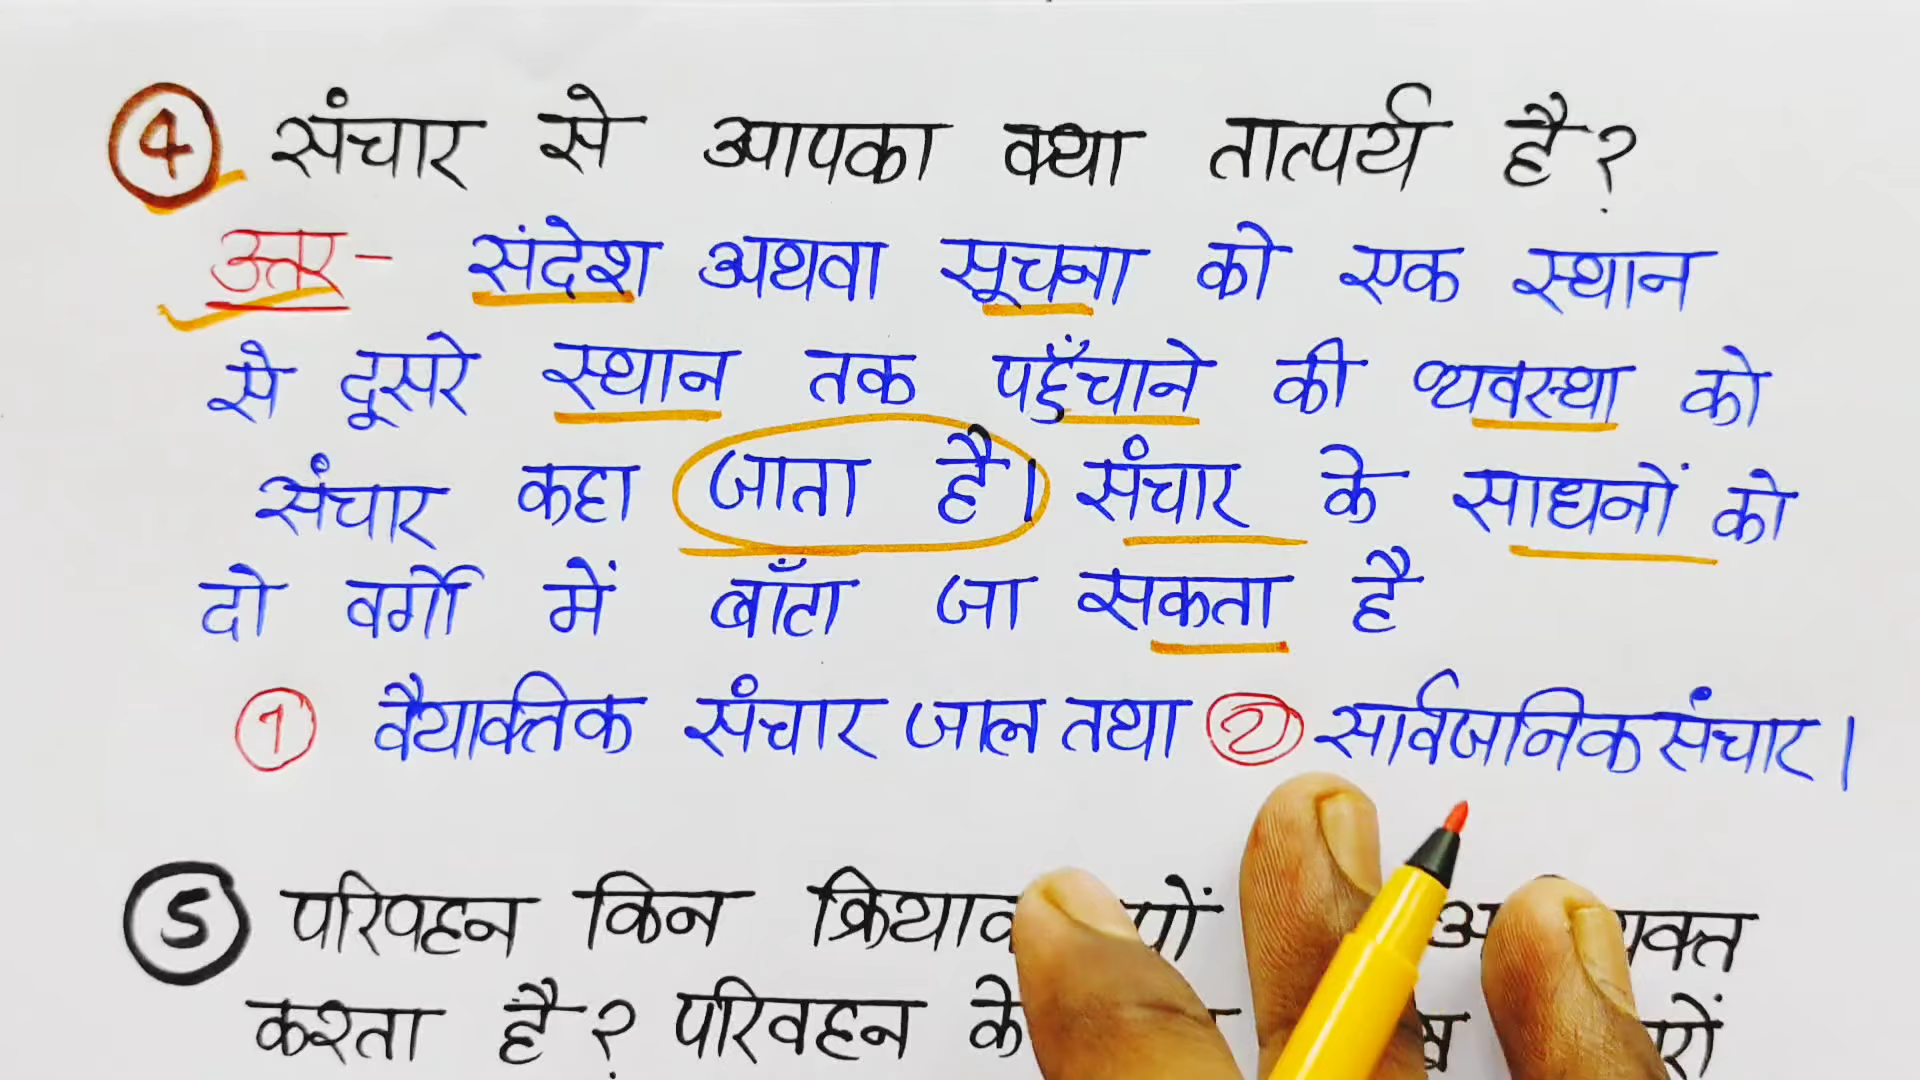 4 संचार से आपका क्या तात्पर्य है?
उत्तर- संदेश अथवा सूचना को एक स्थान
से दूसरे स्थान तक पहुँचाने की व्यवस्था को
संचार कहा जाता है। संचार के साधनों को
दो वर्गों में बाँटा जा सकता है
1 वैयाक्तिक संचार जाल तथा 2 सार्वजनिक संचार।
5 परिवहन किन
करता है? परिवहन के